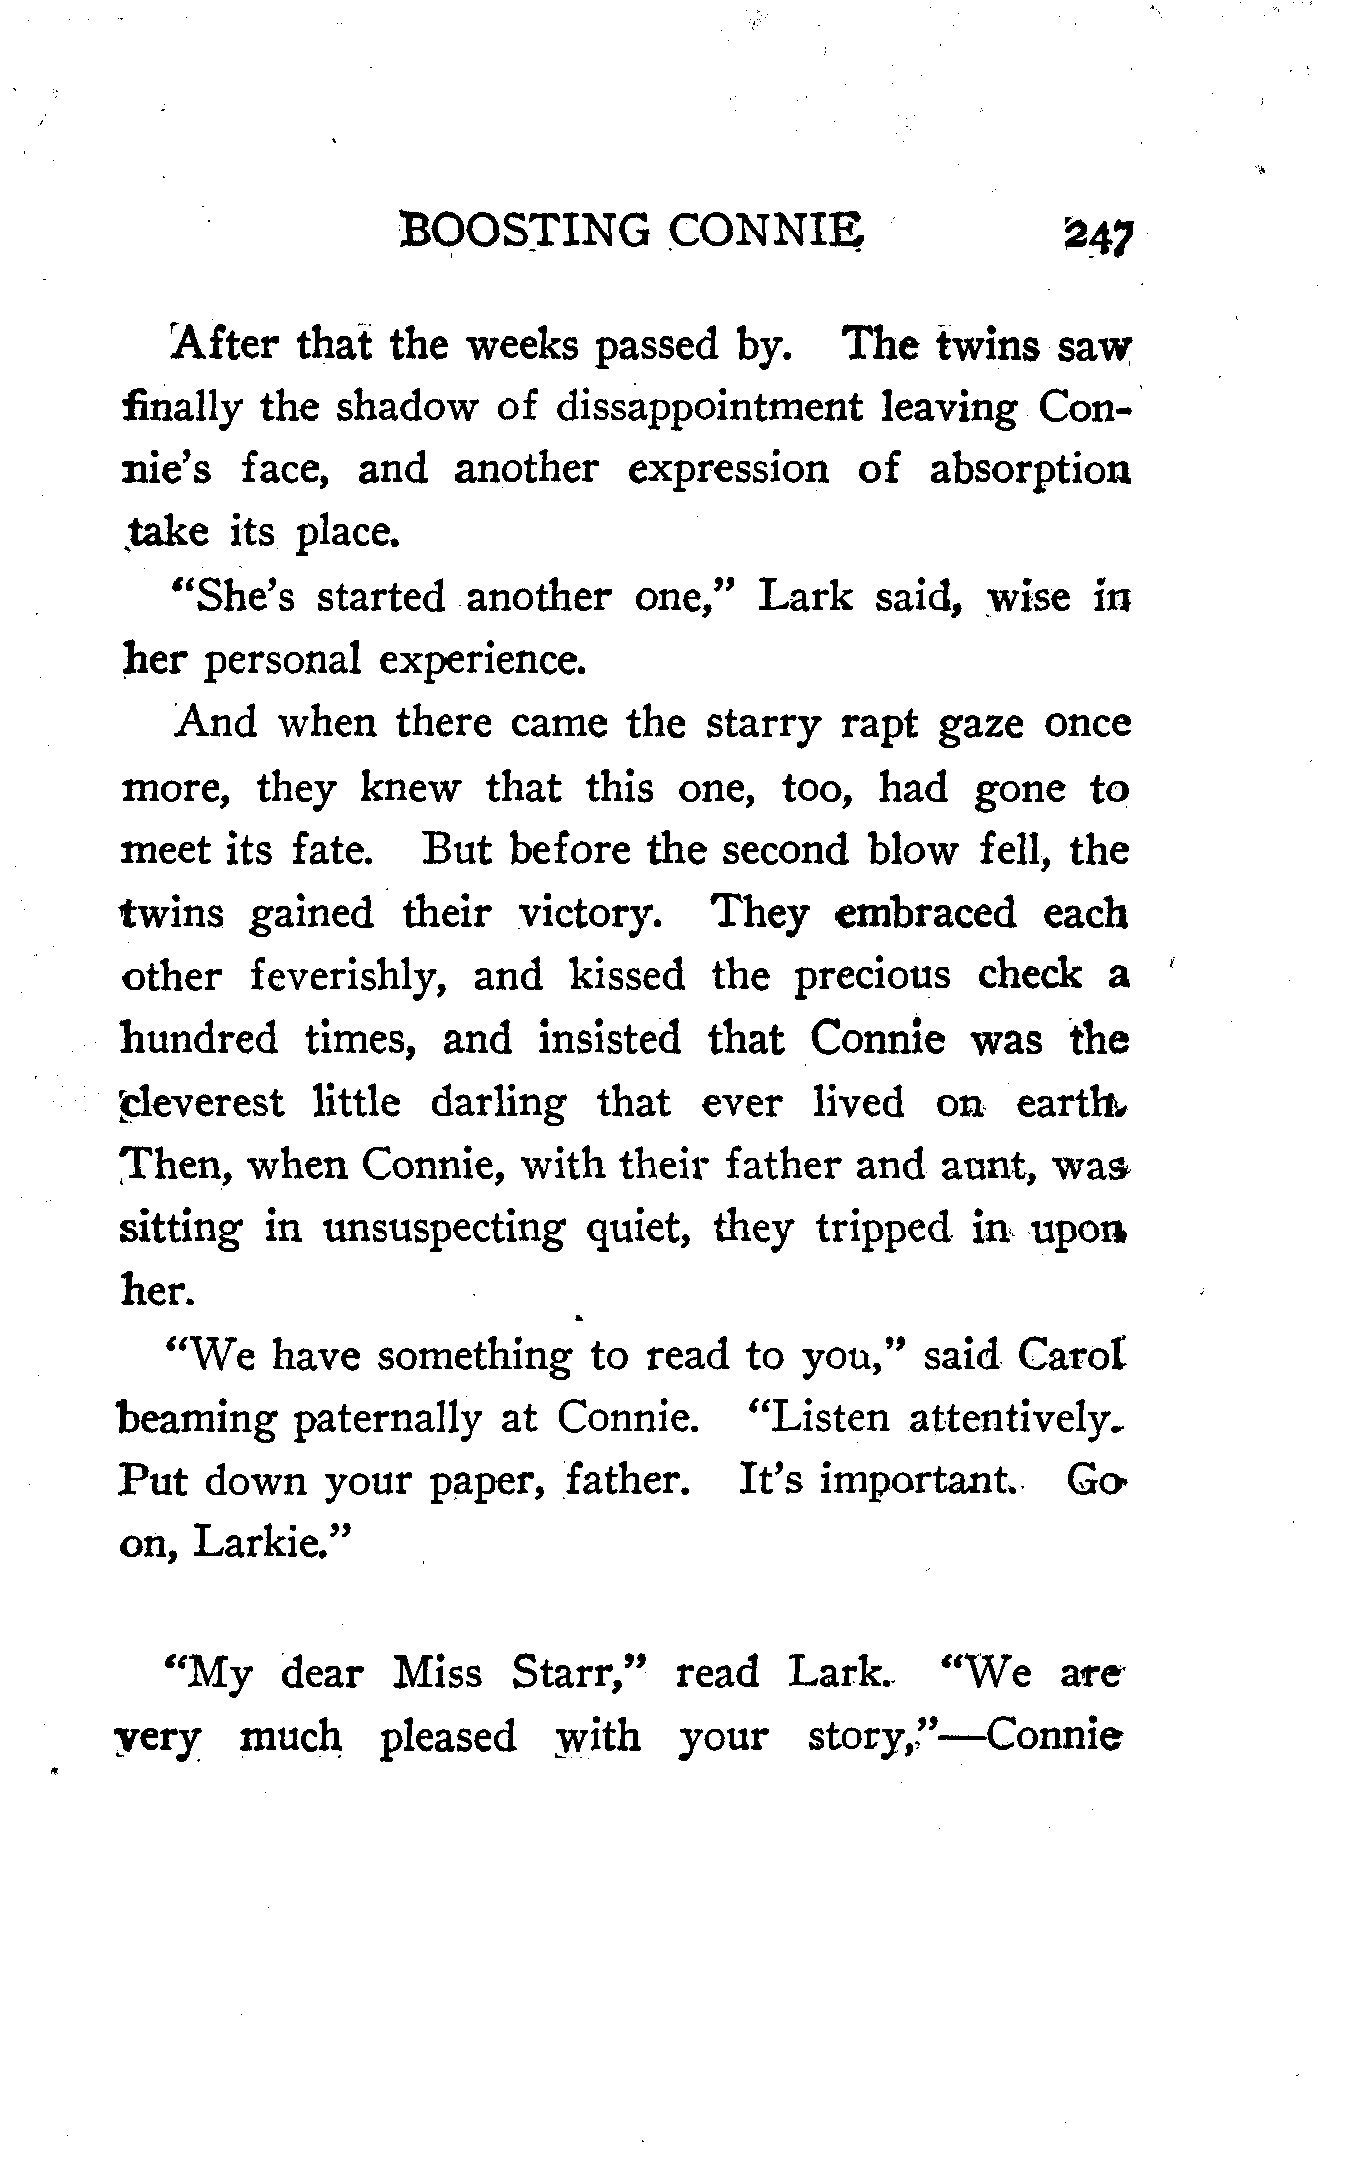 BOOSTING CONNIE 247
After that the weeks passed by. The twins saw
finally the shadow of dissappointment leaving Con-
nie's face, and another expression of absorption
take its place.
"She's started another one," Lark said, wise in
her personal experience.
And when there came the starry rapt gaze once
more, they knew that this one, too, had gone to
meet its fate. But before the second blow fell, the
twins gained their victory. They embraced each
other feverishly, and kissed the precious check a
hundred times, and insisted that Connie was the
cleverest little darling that ever lived on earth.
Then, when Connie, with their father and aunt, was
sitting in unsuspecting quiet, they tripped in upon
her.
"We have something to read to you," said Carol
beaming paternally at Connie. "Listen attentively.
Put down your paper, father. It's important. Go
on, Larkie."
"My dear Miss Starr," read Lark. "We are
very much pleased with your story,"—Connie